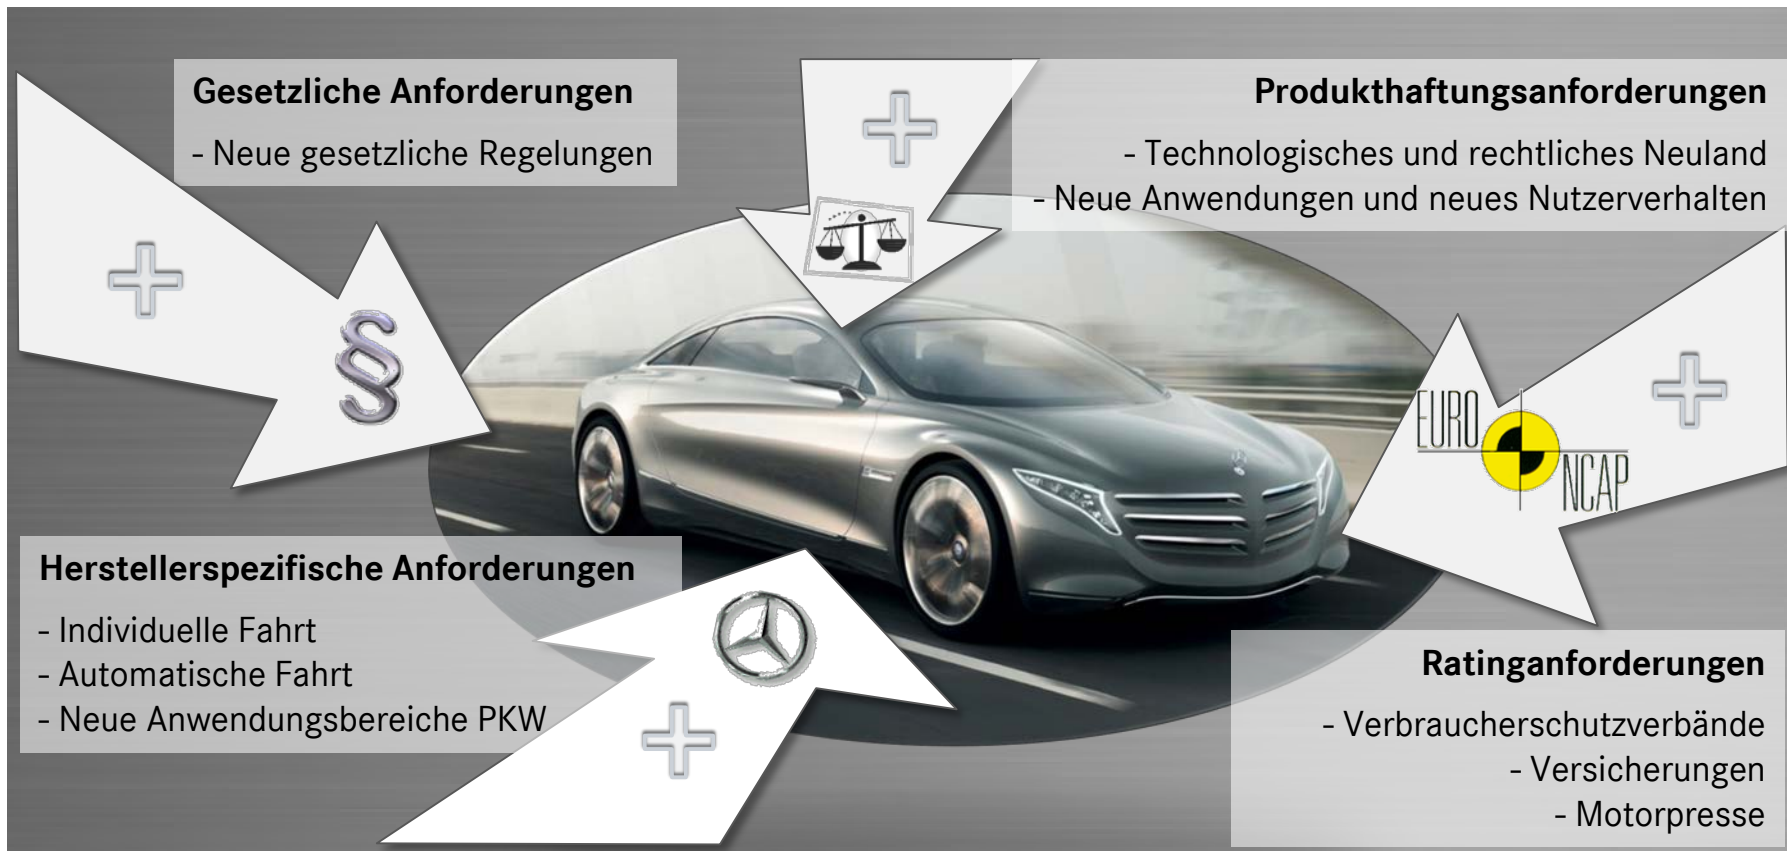 Gesetzliche Anforderungen
- Neue gesetzliche Regelungen
Produkthaftungsanforderungen
- Technologisches und rechtliches Neuland
- Neue Anwendungen und neues Nutzerverhalten
§
EURO
NCAP
Herstellerspezifische Anforderungen
- Individuelle Fahrt
- Automatische Fahrt
- Neue Anwendungsbereiche PKW
Ratinganforderungen
- Verbraucherschutzverbände
- Versicherungen
- Motorpresse